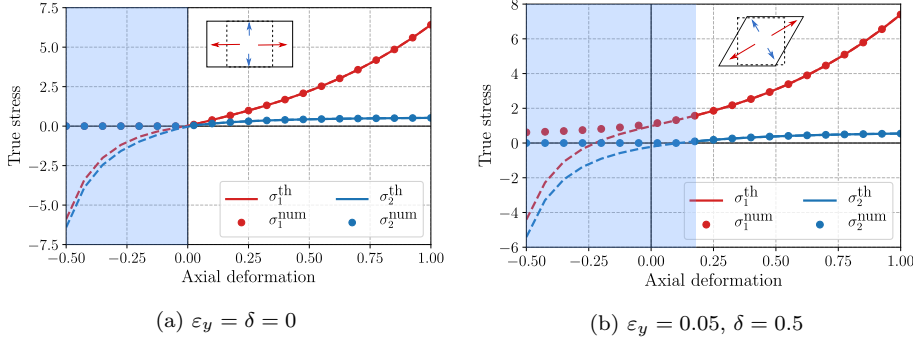 7.5
5.0
2.5
0.0
−2.5
−5.0
−7.5
True stress
σ₁ᵗʰ σ₂ᵗʰ
σ₁ⁿᵘᵐ σ₂ⁿᵘᵐ
−0.50 −0.25 0.00 0.25 0.50 0.75 1.00
Axial deformation
(a) εy = δ = 0
8
6
4
2
0
−2
−4
−6
True stress
σ₁ᵗʰ σ₂ᵗʰ
σ₁ⁿᵘᵐ σ₂ⁿᵘᵐ
−0.50 −0.25 0.00 0.25 0.50 0.75 1.00
Axial deformation
(b) εy = 0.05, δ = 0.5